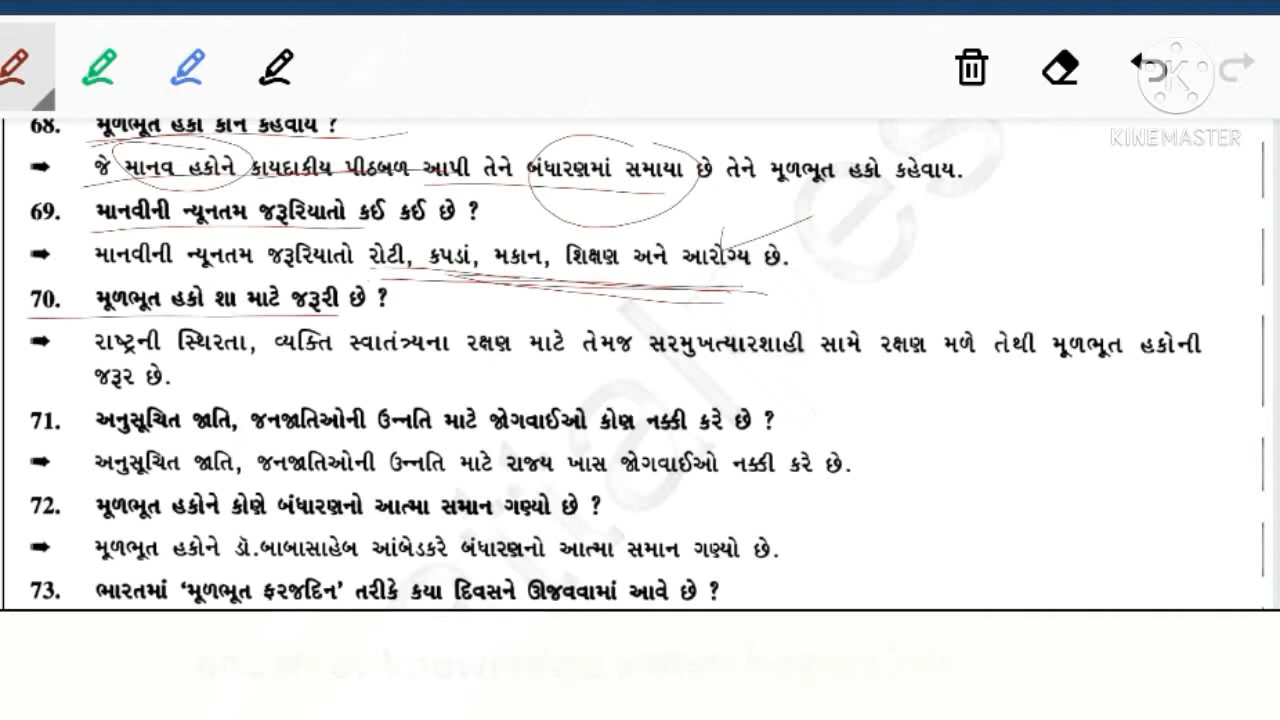 KINEMASTER
68. મૂળભૂત હકો કોને કહેવાય ?
➡ જે માનવ હકોને કાયદાકીય પીઠબળ આપી તેને બંધારણમાં સમાયા છે તેને મૂળભૂત હકો કહેવાય.
69. માનવીની ન્યૂનતમ જરૂરિયાતો કઈ કઈ છે ?
➡ માનવીની ન્યૂનતમ જરૂરિયાતો રોટી, કપડાં, મકાન, શિક્ષણ અને આરોગ્ય છે.
70. મૂળભૂત હકો શા માટે જરૂરી છે ?
➡ રાષ્ટ્રની સ્થિરતા, વ્યક્તિ સ્વાતંત્ર્યના રક્ષણ માટે તેમજ સરમુખત્યારશાહી સામે રક્ષણ મળે તેથી મૂળભૂત હકોની
જરૂર છે.
71. અનુસૂચિત જાતિ, જનજાતિઓની ઉન્નતિ માટે જોગવાઈઓ કોણ નક્કી કરે છે ?
➡ અનુસૂચિત જાતિ, જનજાતિઓની ઉન્નતિ માટે રાજ્ય ખાસ જોગવાઈઓ નક્કી કરે છે.
72. મૂળભૂત હકોને કોણે બંધારણનો આત્મા સમાન ગણ્યો છે ?
➡ મૂળભૂત હકોને ડૉ.બાબાસાહેબ આંબેડકરે બંધારણનો આત્મા સમાન ગણ્યો છે.
73. ભારતમાં ‘મૂળભૂત ફરજદિન’ તરીકે કયા દિવસને ઊજવવામાં આવે છે ?